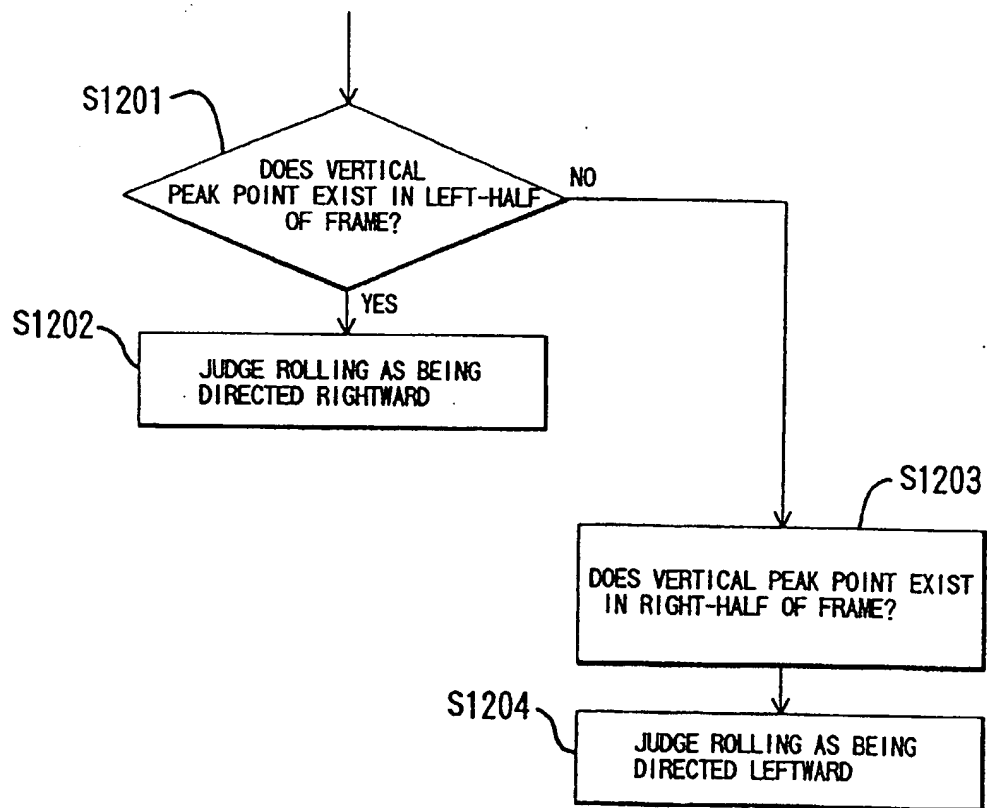 S1201
DOES VERTICAL
PEAK POINT EXIST IN LEFT-HALF
OF FRAME?
NO
YES
S1202
JUDGE ROLLING AS BEING
DIRECTED RIGHTWARD
S1203
DOES VERTICAL PEAK POINT EXIST
IN RIGHT-HALF OF FRAME?
S1204
JUDGE ROLLING AS BEING
DIRECTED LEFTWARD